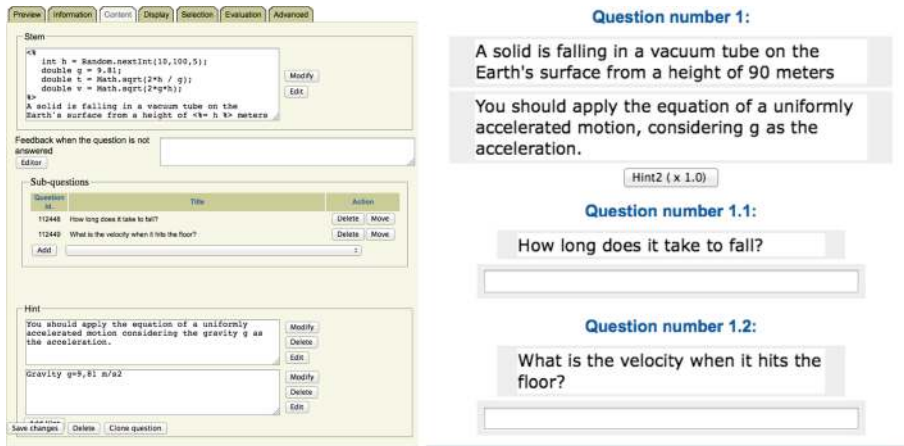 Preview Information Content Display Selection Evaluation Advanced
Stem
<%
int h = Random.nextInt(10,100,5);
double g = 9.81;
double t = Math.sqrt(2*h / g);
double v = Math.sqrt(2*g*h);
%>
A solid is falling in a vacuum tube on the
Earth's surface from a height of <%= h %> meters
Modify
Edit
Feedback when the question is not
answered
Editor
Sub-questions
Question
id. Title Action
112448 How long does it take to fall? Delete Move
112449 What is the velocity when it hits the floor? Delete Move
Add
Hint
You should apply the equation of a uniformly
accelerated motion considering the gravity g as
the acceleration.
Modify
Delete
Edit
Gravity g=9,81 m/s2
Modify
Delete
Edit
Save changes Delete Clone question
Question number 1:
A solid is falling in a vacuum tube on the
Earth's surface from a height of 90 meters
You should apply the equation of a uniformly
accelerated motion, considering g as the
acceleration.
Hint2 ( x 1.0)
Question number 1.1:
How long does it take to fall?
Question number 1.2:
What is the velocity when it hits the
floor?